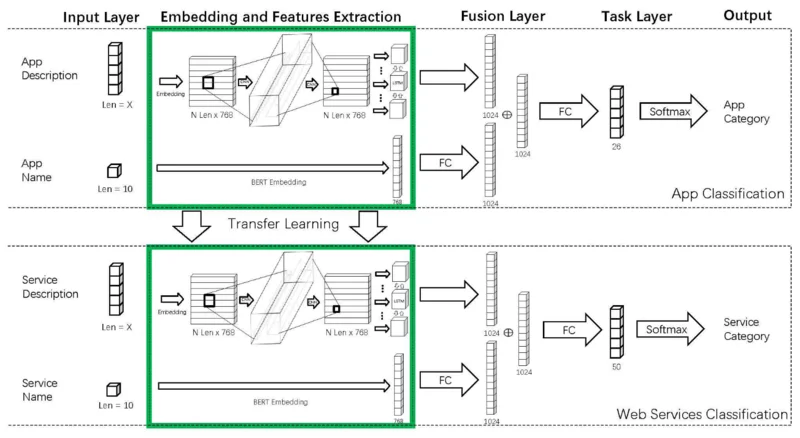 Input Layer
Embedding and Features Extraction
Fusion Layer
Task Layer
Output
App
Description
Len = X
Embedding
N Len x 768
N Len x 768
LSTM
1024
⊕
1024
FC
26
Softmax
App
Category
App
Name
Len = 10
BERT Embedding
768
FC
1024
App Classification
Transfer Learning
Service
Description
Len = X
Embedding
N Len x 768
N Len x 768
LSTM
1024
⊕
1024
FC
50
Softmax
Service
Category
Service
Name
Len = 10
BERT Embedding
768
FC
1024
Web Services Classification